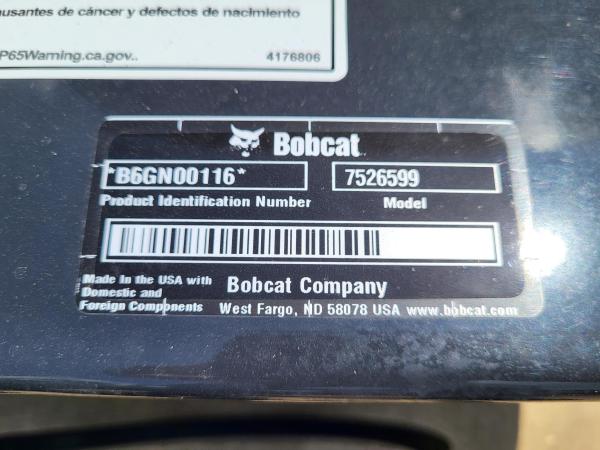 usantes de cáncer y defectos de nacimiento
P65Warning.ca.gov..
4176806
Bobcat
*B6GN00116*
7526599
Product Identification Number
Model
Made In the USA with
Domestic and
Foreign Components
Bobcat Company
West Fargo, ND 58078 USA www.bobcat.com